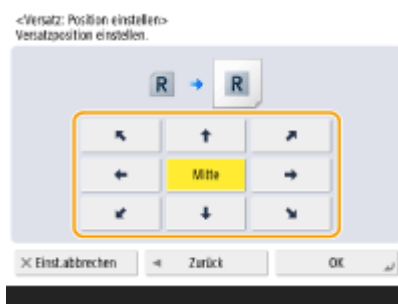 <Versatz: Position einstellen>
Versatzposition einstellen.
R R
Mitte
Einst.abbrechen Zurück OK